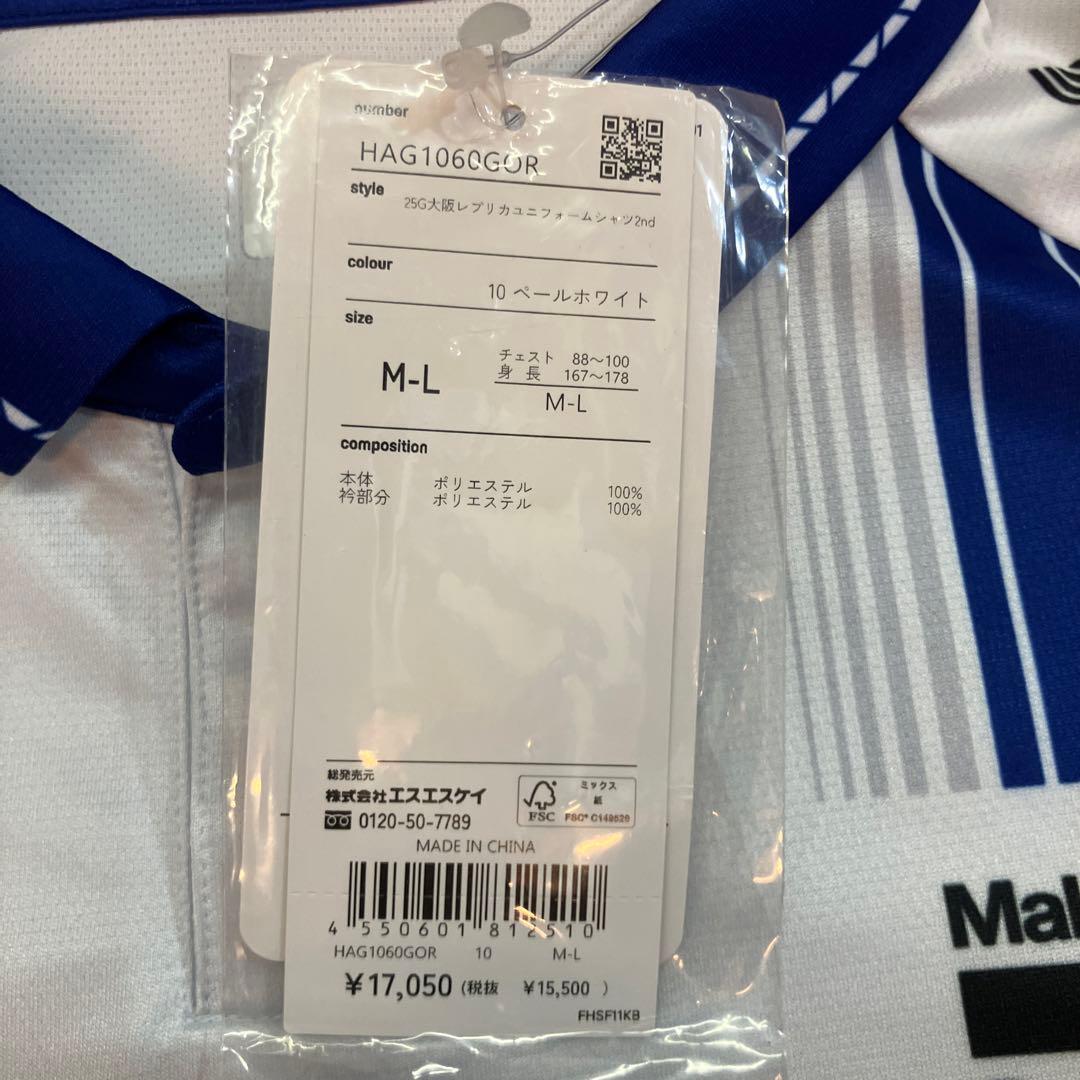 number
HAG1060GOR
01
style
25G大阪レプリカユニフォームシャツ2nd
colour
10 ペールホワイト
size
M-L
チェスト 88～100
身 長 167～178
M-L
composition
本体 ポリエステル 100%
衿部分 ポリエステル 100%
総発売元
株式会社エスエスケイ
0120-50-7789
FSC
ミックス
紙
FSC® C149529
MADE IN CHINA
4 550601 812510
HAG1060GOR 10 M-L
￥17,050 (税抜 ￥15,500 )
FHSF11KB
Mak